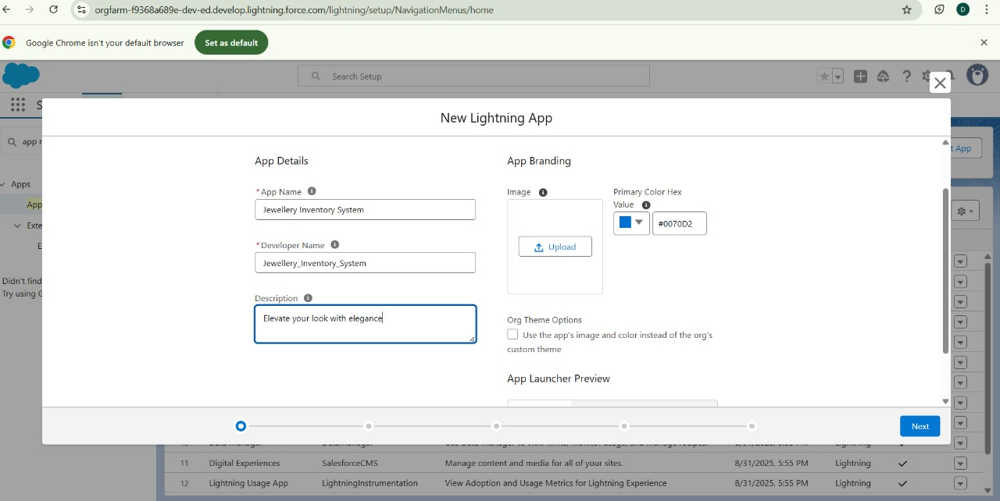 orgfarm-f9368a689e-dev-ed.develop.lightning.force.com/lightning/setup/NavigationMenus/home
D
Google Chrome isn't your default browser
Set as default
Search Setup
New Lightning App
App
App Details
App Branding
Apps
* App Name
Image
Primary Color Hex
Value
Jewellery Inventory System
#0070D2
Upload
* Developer Name
Jewellery_Inventory_System
Didn't find
Try using
Description
Elevate your look with elegance
Org Theme Options
Use the app's image and color instead of the org's
custom theme
App Launcher Preview
Next
11 Digital Experiences SalesforceCMS Manage content and media for all of your sites. 8/31/2025, 5:55 PM Lightning
12 Lightning Usage App LightningInstrumentation View Adoption and Usage Metrics for Lightning Experience 8/31/2025, 5:55 PM Lightning